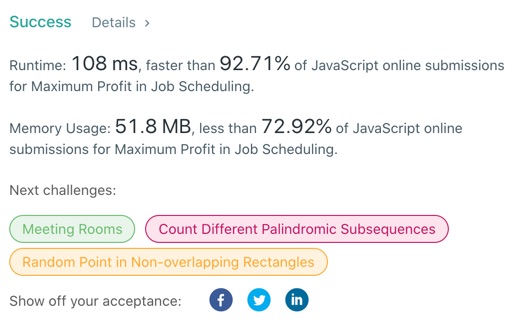 Success Details >
Runtime: 108 ms, faster than 92.71% of JavaScript online submissions
for Maximum Profit in Job Scheduling.
Memory Usage: 51.8 MB, less than 72.92% of JavaScript online
submissions for Maximum Profit in Job Scheduling.
Next challenges:
Meeting Rooms Count Different Palindromic Subsequences
Random Point in Non-overlapping Rectangles
Show off your acceptance: f in